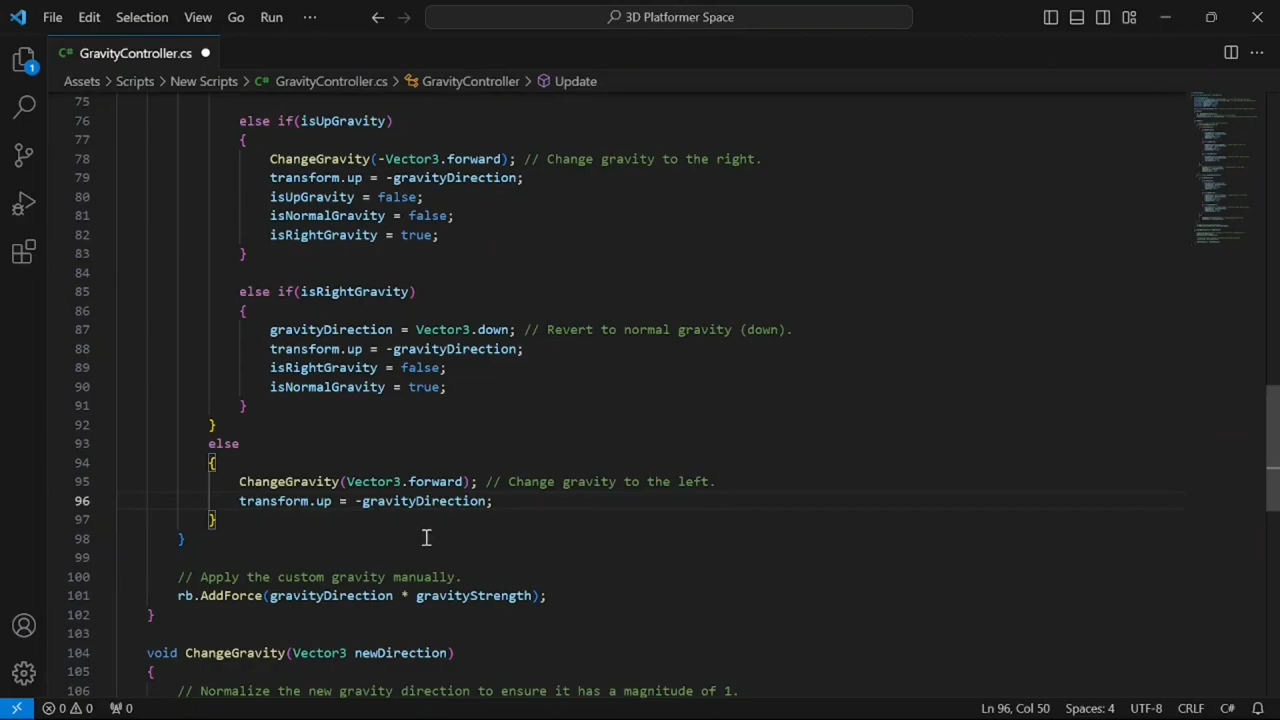 File Edit Selection View Go Run ··· 3D Platformer Space
C# GravityController.cs
1
Assets > Scripts > New Scripts > C# GravityController.cs > GravityController > Update
75
76 else if(isUpGravity)
77 {
78 ChangeGravity(-Vector3.forward); // Change gravity to the right.
79 transform.up = -gravityDirection;
80 isUpGravity = false;
81 isNormalGravity = false;
82 isRightGravity = true;
83 }
84
85 else if(isRightGravity)
86 {
87 gravityDirection = Vector3.down; // Revert to normal gravity (down).
88 transform.up = -gravityDirection;
89 isRightGravity = false;
90 isNormalGravity = true;
91 }
92 }
93 else
94 {
95 ChangeGravity(Vector3.forward); // Change gravity to the left.
96 transform.up = -gravityDirection;
97 }
98 }
99
100 // Apply the custom gravity manually.
101 rb.AddForce(gravityDirection * gravityStrength);
102 }
103
104 void ChangeGravity(Vector3 newDirection)
105 {
106 // Normalize the new gravity direction to ensure it has a magnitude of 1.
0 0 0 Ln 96, Col 50 Spaces: 4 UTF-8 CRLF C#